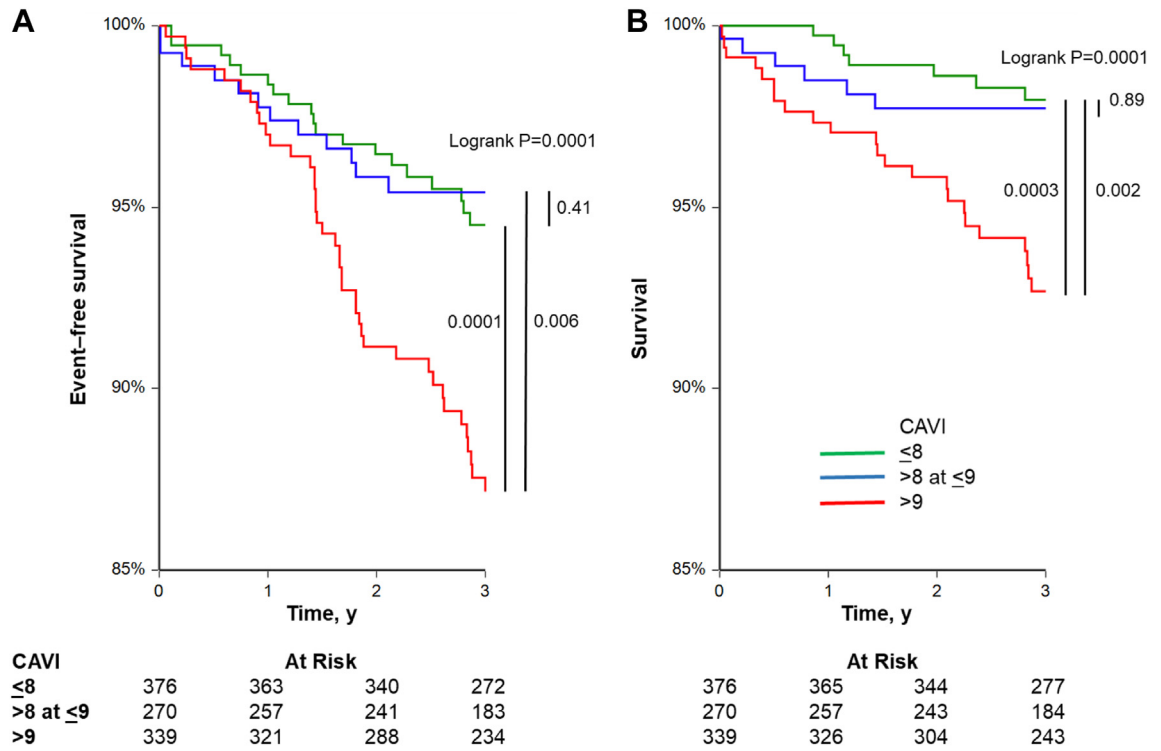 A
100%
95%
90%
85%
Event–free survival
Logrank P=0.0001
0.41
0.0001
0.006
0 1 2 3
Time, y
B
100%
95%
90%
85%
Survival
Logrank P=0.0001
0.89
0.0003
0.002
CAVI
≤8
>8 at ≤9
>9
0 1 2 3
Time, y
CAVI At Risk At Risk
≤8 376 363 340 272 376 365 344 277
>8 at ≤9 270 257 241 183 270 257 243 184
>9 339 321 288 234 339 326 304 243